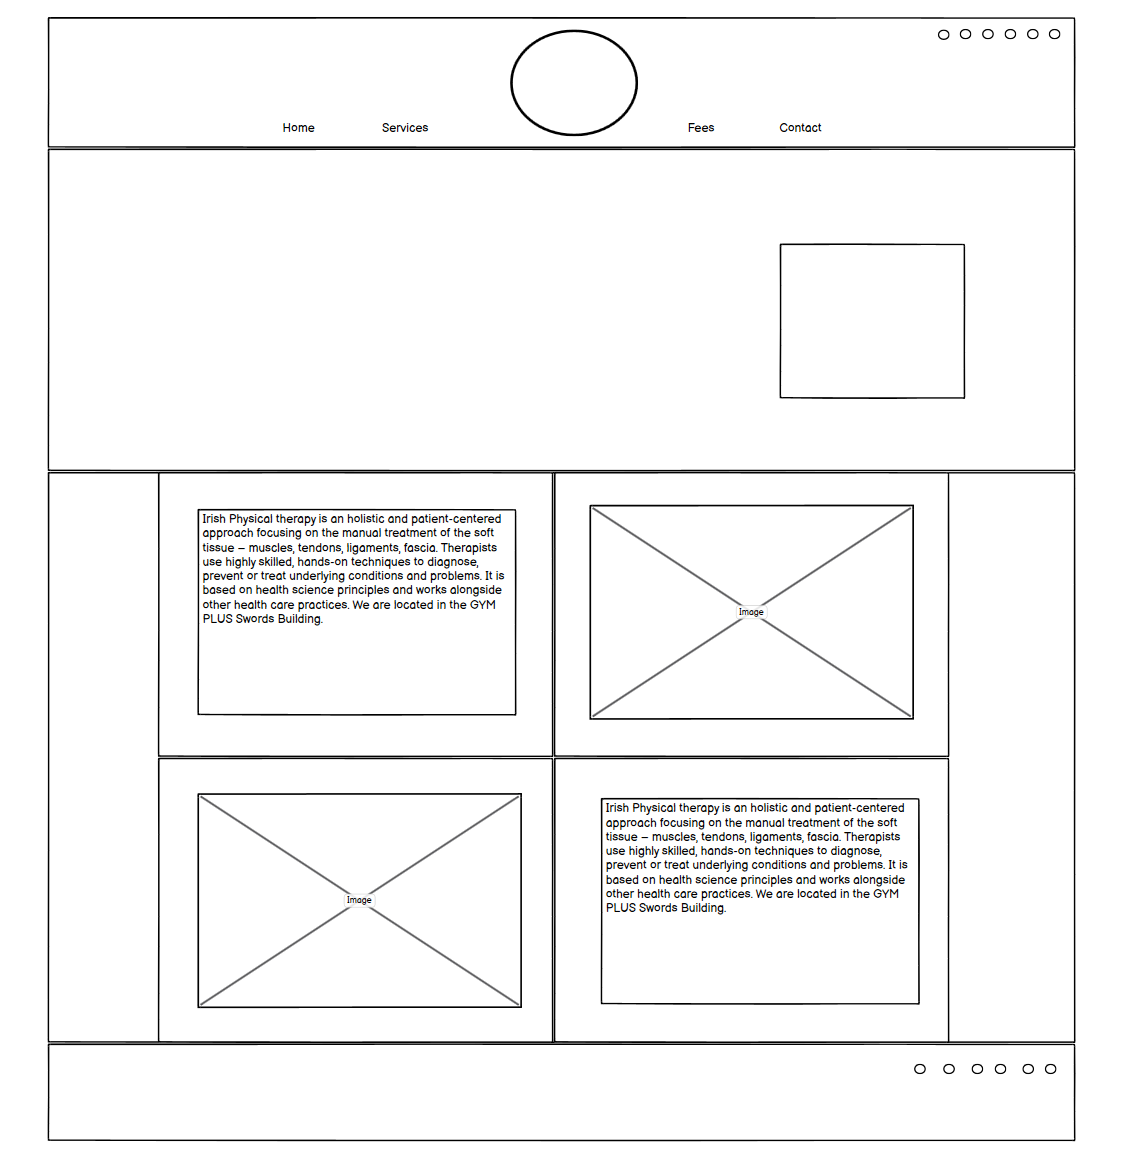 Home Services Fees Contact
Irish Physical therapy is an holistic and patient-centered
approach focusing on the manual treatment of the soft
tissue – muscles, tendons, ligaments, fascia. Therapists
use highly skilled, hands-on techniques to diagnose,
prevent or treat underlying conditions and problems. It is
based on health science principles and works alongside
other health care practices. We are located in the GYM
PLUS Swords Building.
Image
Image
Irish Physical therapy is an holistic and patient-centered
approach focusing on the manual treatment of the soft
tissue – muscles, tendons, ligaments, fascia. Therapists
use highly skilled, hands-on techniques to diagnose,
prevent or treat underlying conditions and problems. It is
based on health science principles and works alongside
other health care practices. We are located in the GYM
PLUS Swords Building.